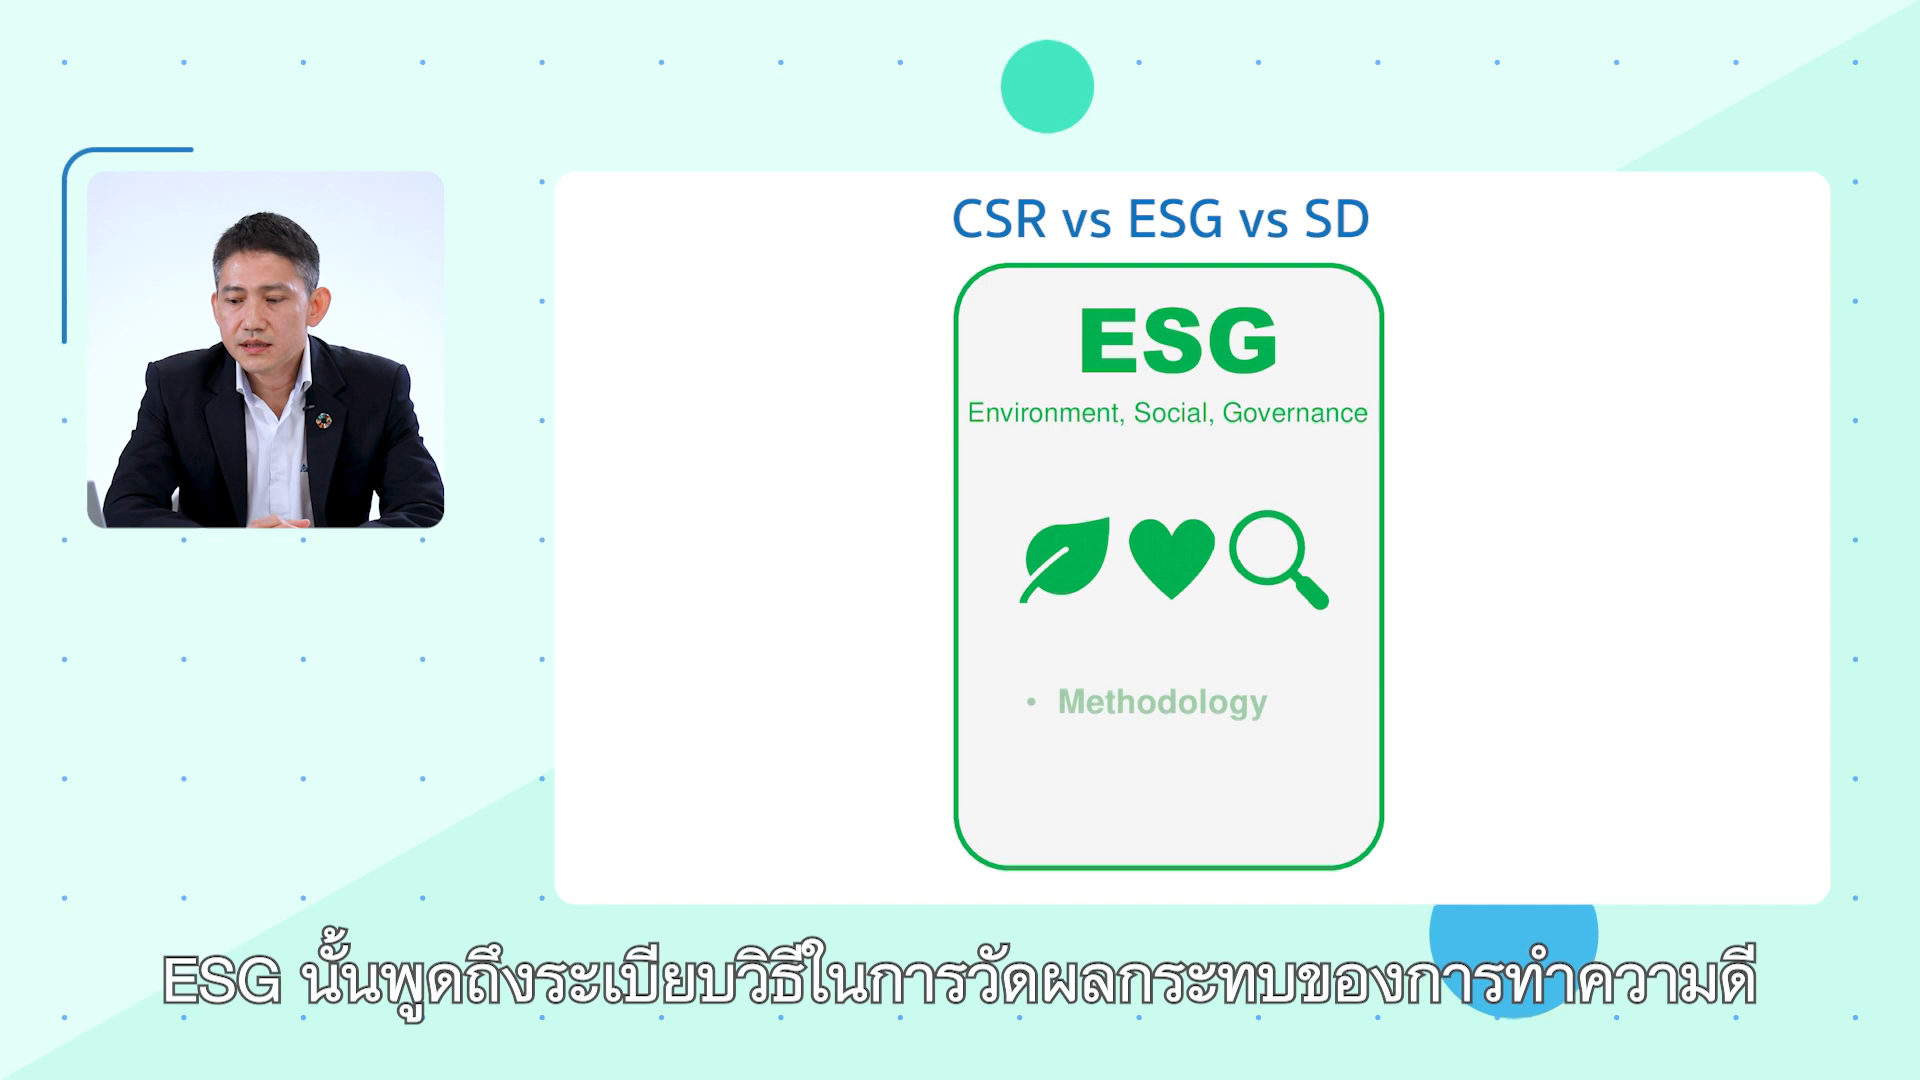 CSR vs ESG vs SD
ESG
Environment, Social, Governance
• Methodology
ESG นั้นพูดถึงระเบียบวิธีในการวัดผลกระทบของการทำความดี